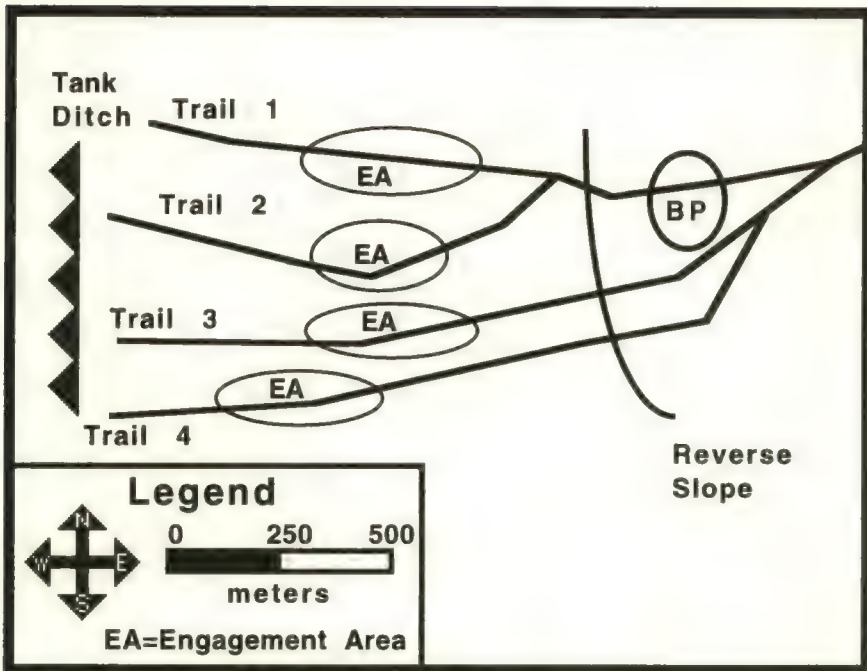 Tank
Ditch
Trail 1
EA
Trail 2
EA
BP
Trail 3
EA
EA
Trail 4
Reverse
Slope
Legend
N
W E
S
0 250 500
meters
EA=Engagement Area